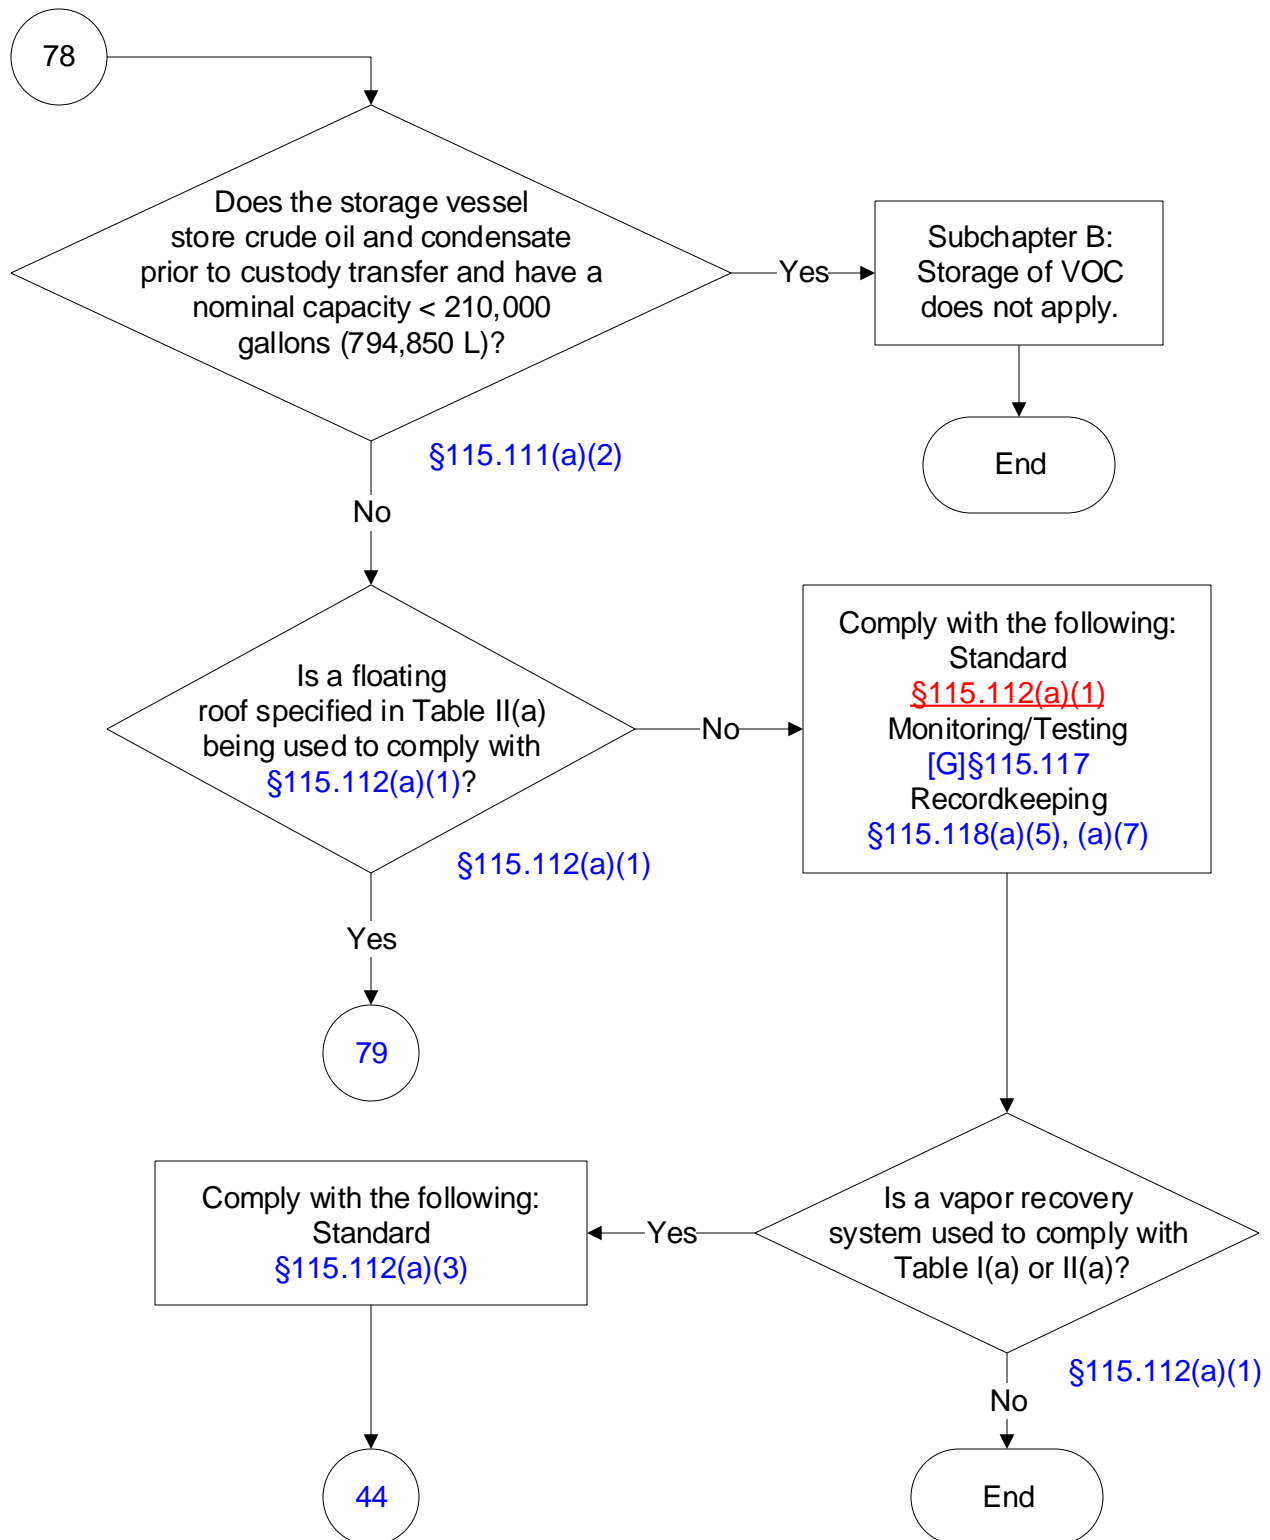 78
Does the storage vessel
store crude oil and condensate
prior to custody transfer and have a
nominal capacity < 210,000
gallons (794,850 L)?
Yes
Subchapter B:
Storage of VOC
does not apply.
End
§115.111(a)(2)
No
Is a floating
roof specified in Table II(a)
being used to comply with
§115.112(a)(1)?
No
Comply with the following:
Standard
§115.112(a)(1)
Monitoring/Testing
[G]§115.117
Recordkeeping
§115.118(a)(5), (a)(7)
§115.112(a)(1)
Yes
79
Is a vapor recovery
system used to comply with
Table I(a) or II(a)?
Yes
Comply with the following:
Standard
§115.112(a)(3)
§115.112(a)(1)
No
44
End